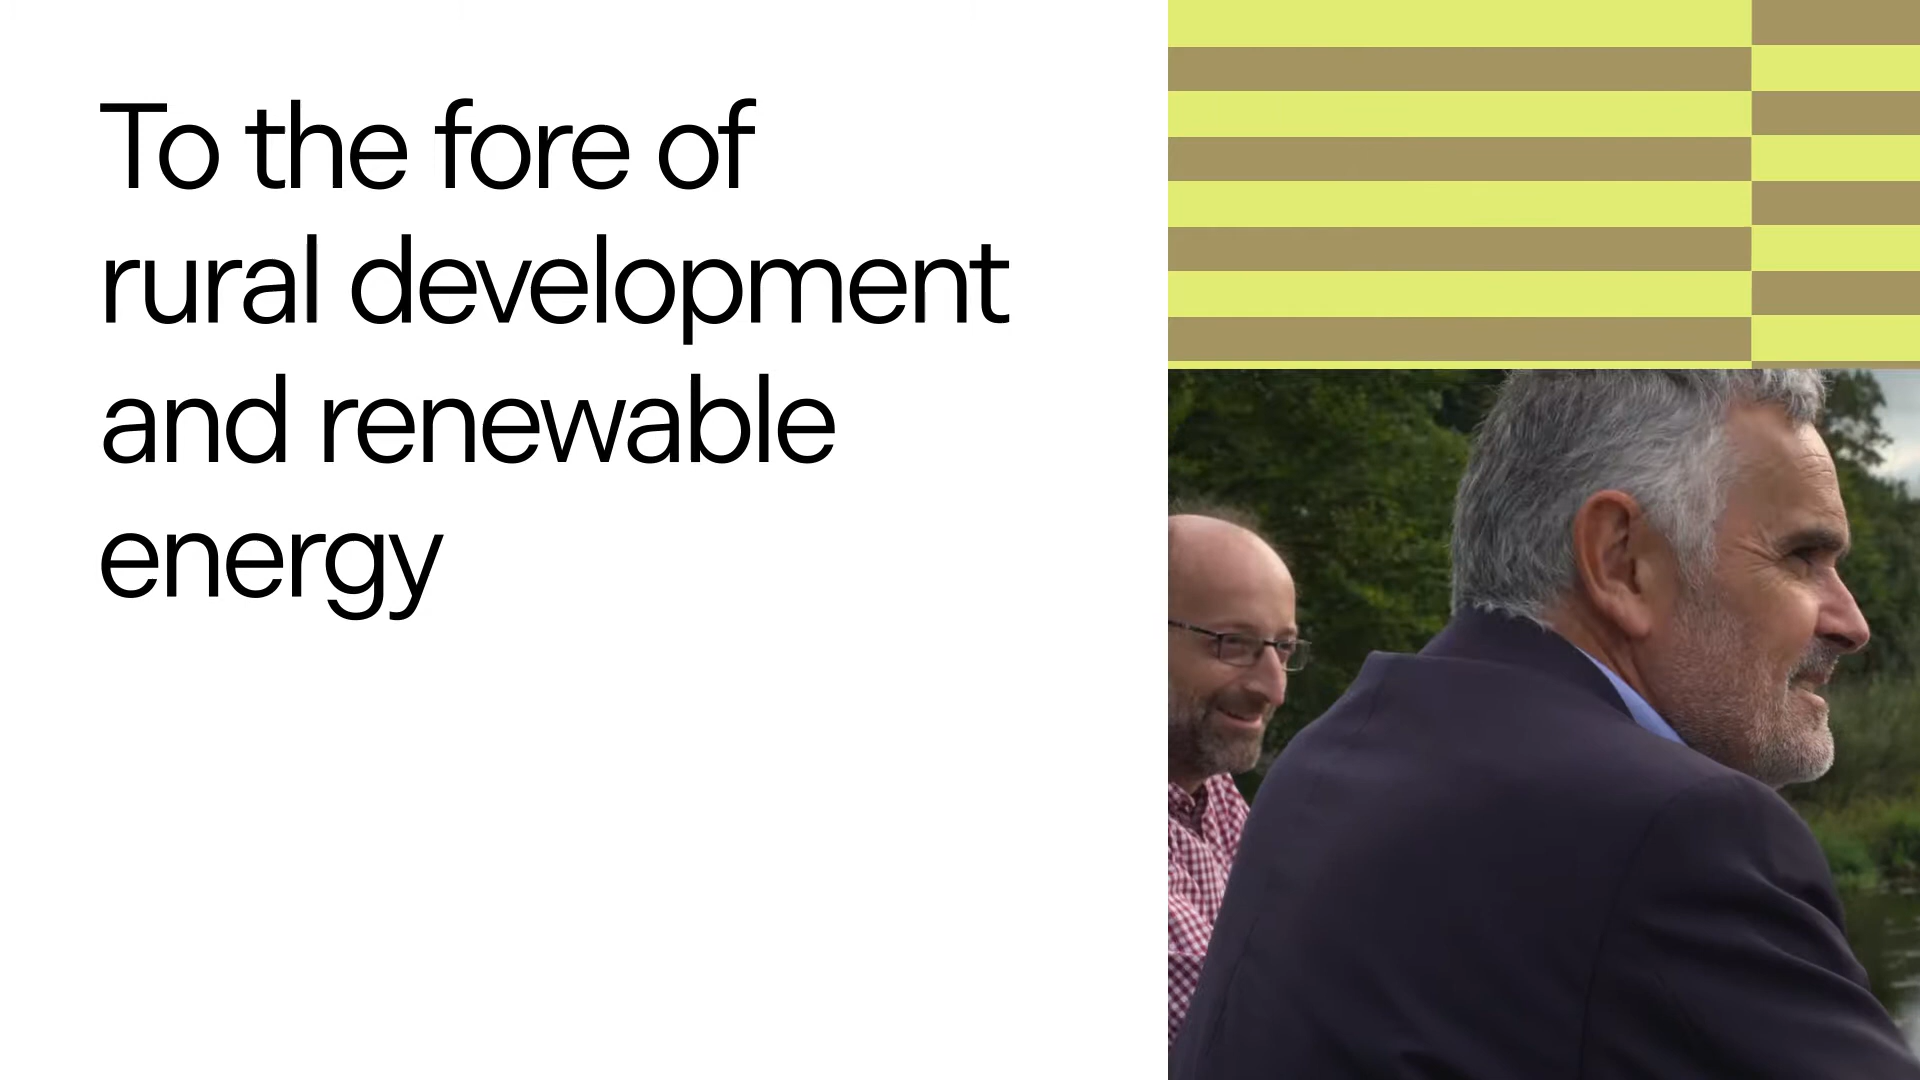 To the fore of
rural development
and renewable
energy